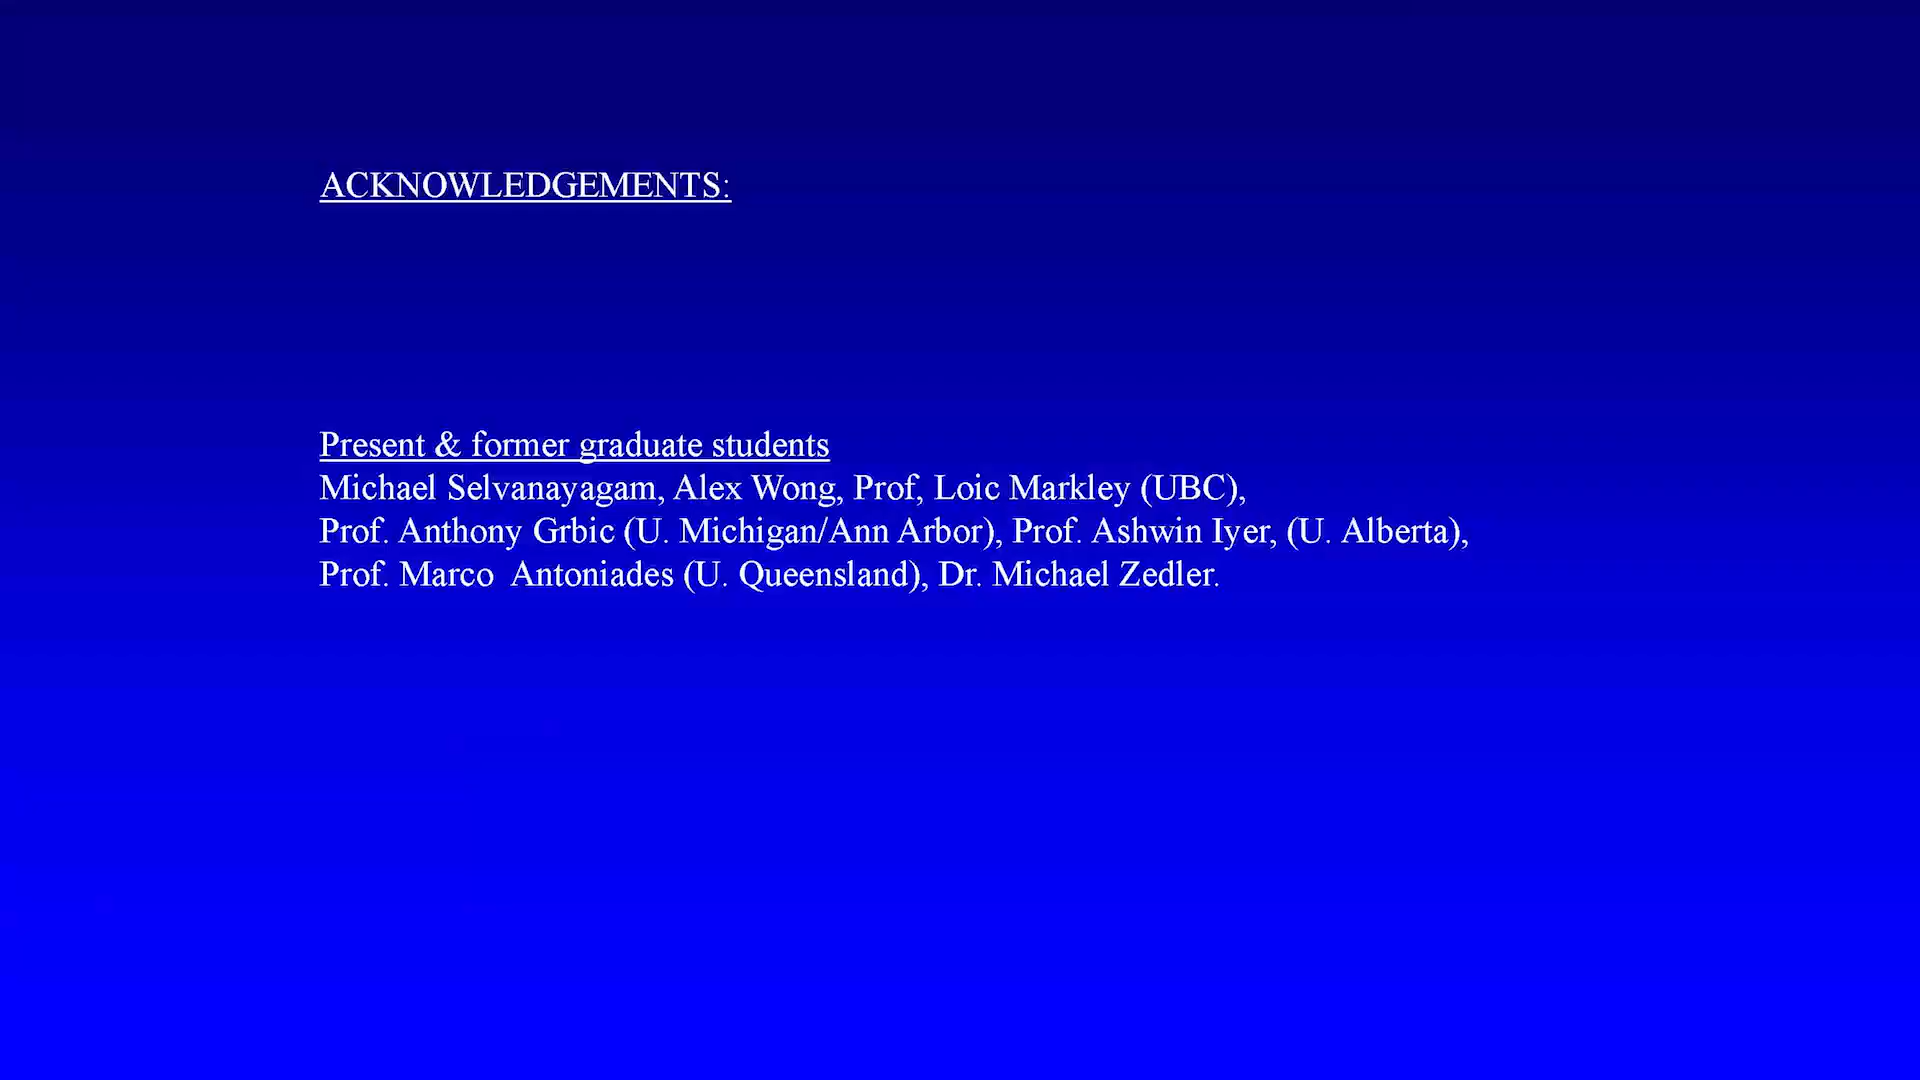 ACKNOWLEDGEMENTS:
Present & former graduate students
Michael Selvanayagam, Alex Wong, Prof, Loic Markley (UBC),
Prof. Anthony Grbic (U. Michigan/Ann Arbor), Prof. Ashwin Iyer, (U. Alberta),
Prof. Marco Antoniades (U. Queensland), Dr. Michael Zedler.